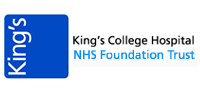 King's
King's College Hospital
NHS Foundation Trust